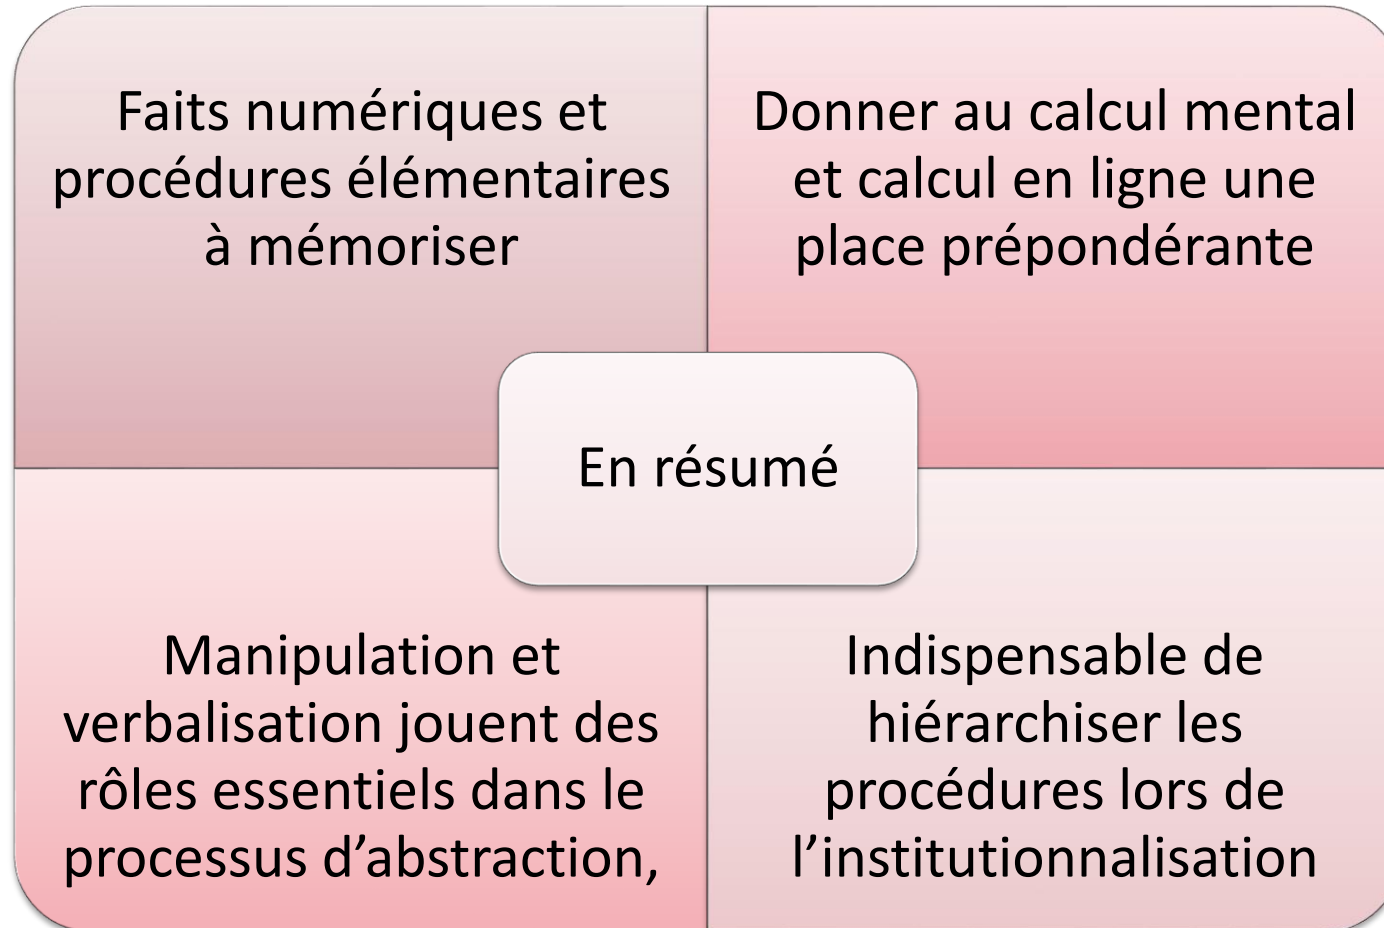 Faits numériques et
procédures élémentaires
à mémoriser
Donner au calcul mental
et calcul en ligne une
place prépondérante
En résumé
Manipulation et
verbalisation jouent des
rôles essentiels dans le
processus d’abstraction,
Indispensable de
hiérarchiser les
procédures lors de
l’institutionnalisation